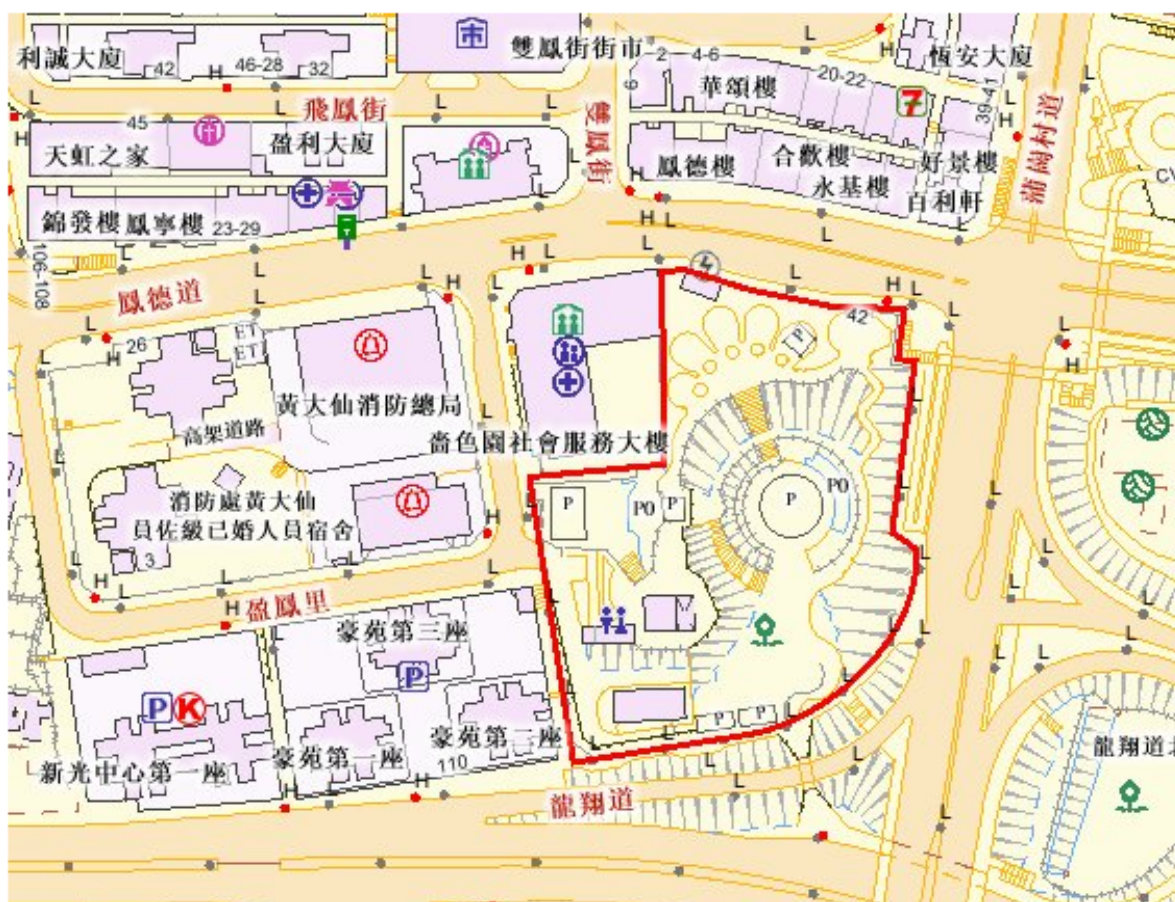 雙鳳街街市
2
4-6
利誠大廈
42
H
46-28
32
20-22
恆安大廈
華頌樓
6
飛鳳街
7
39-41
45
雙鳳街
蒲崗村道
天虹之家
盈利大廈
鳳德樓
合歡樓
好景樓
永基樓
百利軒
CV
錦發樓
鳳寧樓
23-29
106-108
鳳德道
ET
ET
26
42
P
黃大仙消防總局
高架道路
嗇色園社會服務大樓
P
PO
P
P
PO
消防處黃大仙
員佐級已婚人員宿舍
3
盈鳳里
豪苑第三座
P
P
K
P
P
豪苑第二座
豪苑第一座
新光中心第一座
110
龍翔道
龍翔道